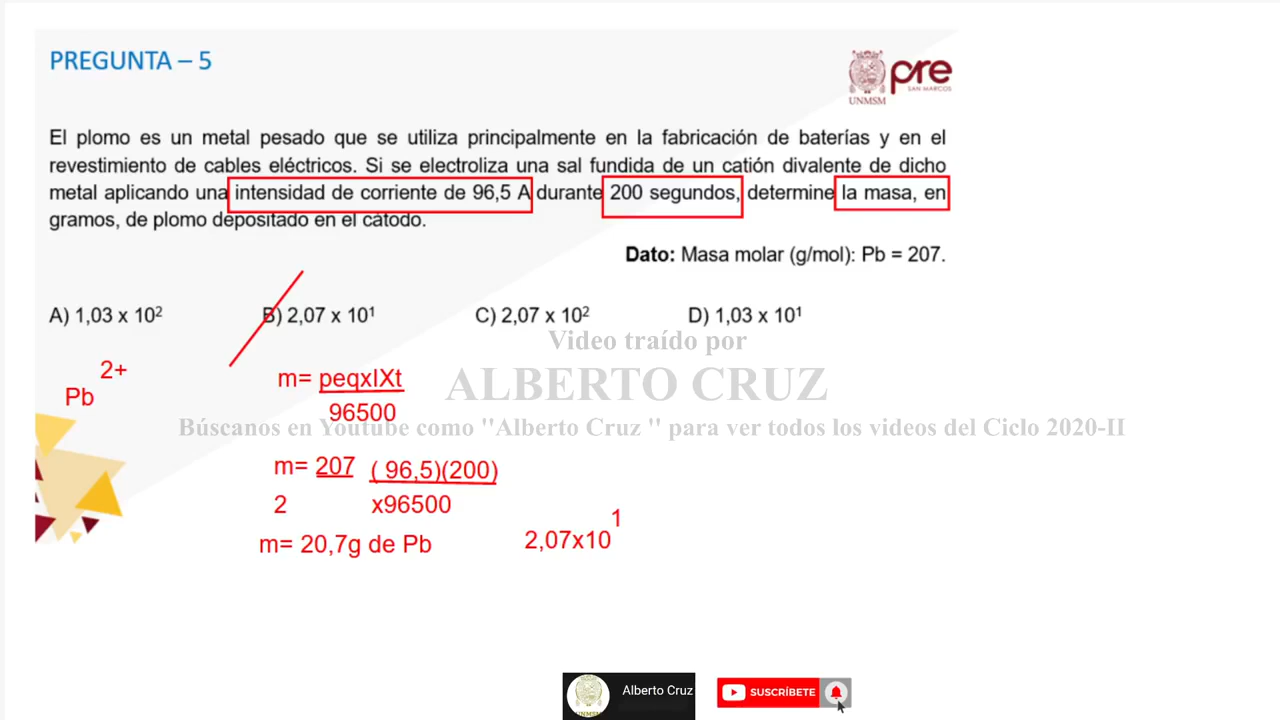 PREGUNTA – 5
pre
SAN MARCOS
UNMSM
El plomo es un metal pesado que se utiliza principalmente en la fabricación de baterías y en el
revestimiento de cables eléctricos. Si se electroliza una sal fundida de un catión divalente de dicho
metal aplicando una intensidad de corriente de 96,5 A durante 200 segundos, determine la masa, en
gramos, de plomo depositado en el cátodo.
Dato: Masa molar (g/mol): Pb = 207.
A) 1,03 x 10² B) 2,07 x 10¹ C) 2,07 x 10² D) 1,03 x 10¹
Video traído por
ALBERTO CRUZ
Búscanos en Youtube como "Alberto Cruz " para ver todos los videos del Ciclo 2020-II
2+
Pb
m= peqxIXt
96500
m= 207 ( 96,5)(200)
2 x96500
m= 20,7g de Pb 2,07x10 1
UNMSM
Alberto Cruz
SUSCRÍBETE